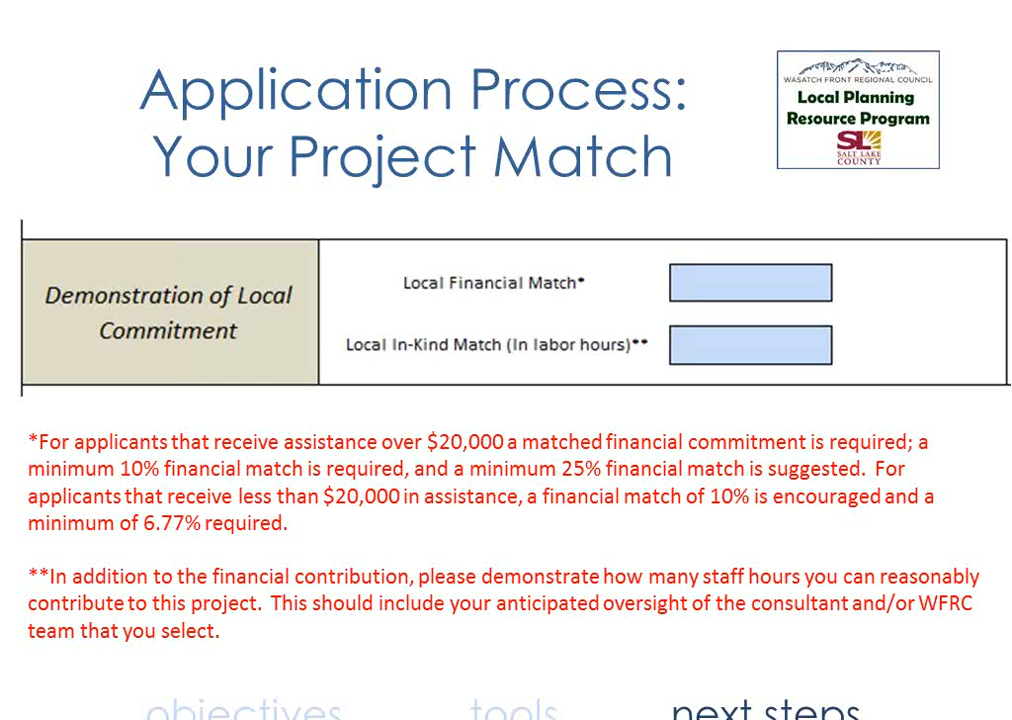 Application Process:
Your Project Match
WASATCH FRONT REGIONAL COUNCIL
Local Planning
Resource Program
SL
SALT LAKE
COUNTY
Demonstration of Local
Commitment
Local Financial Match*
Local In-Kind Match (In labor hours)**
*For applicants that receive assistance over $20,000 a matched financial commitment is required; a
minimum 10% financial match is required, and a minimum 25% financial match is suggested. For
applicants that receive less than $20,000 in assistance, a financial match of 10% is encouraged and a
minimum of 6.77% required.
**In addition to the financial contribution, please demonstrate how many staff hours you can reasonably
contribute to this project. This should include your anticipated oversight of the consultant and/or WFRC
team that you select.
objectives tools next steps